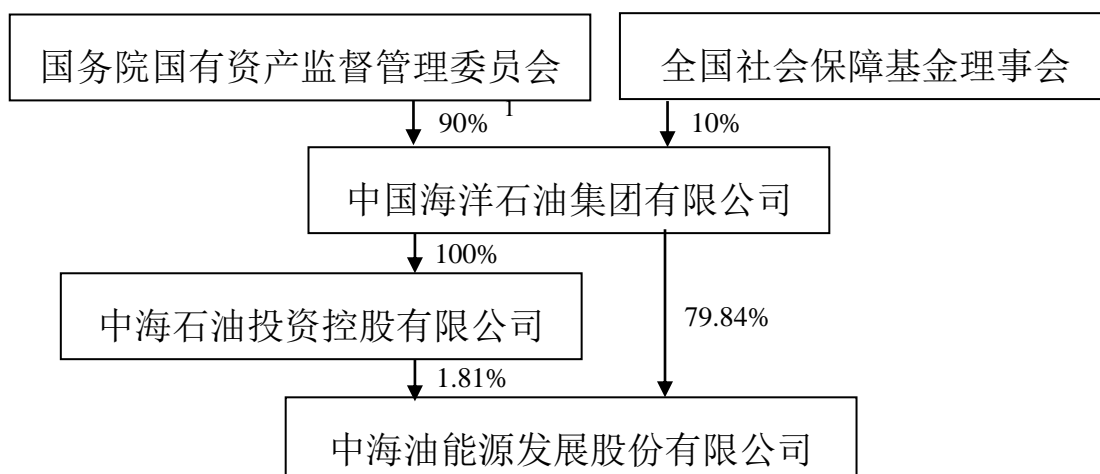 国务院国有资产监督管理委员会
全国社会保障基金理事会
90% 1
10%
中国海洋石油集团有限公司
100%
中海石油投资控股有限公司
79.84%
1.81%
中海油能源发展股份有限公司